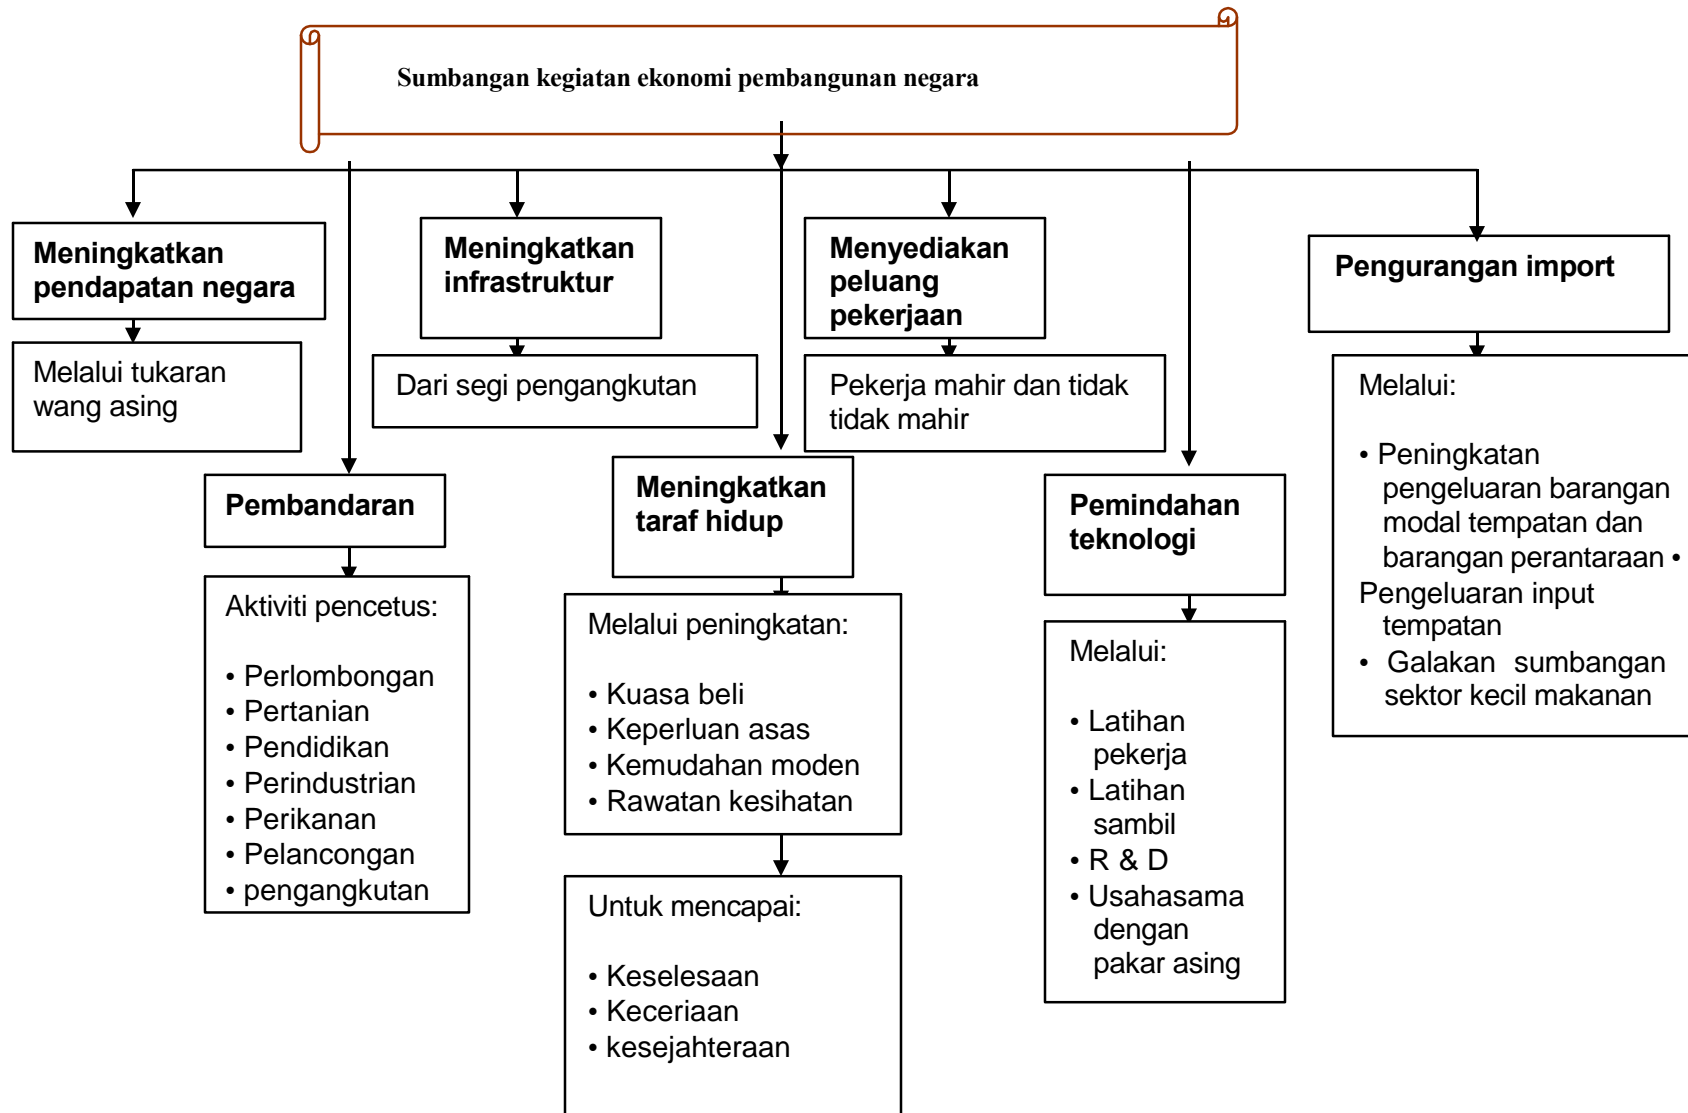 Sumbangan kegiatan ekonomi pembangunan negara
Meningkatkan
pendapatan negara
Melalui tukaran
wang asing
Pembandaran
Aktiviti pencetus:
• Perlombongan
• Pertanian
• Pendidikan
• Perindustrian
• Perikanan
• Pelancongan
• pengangkutan
Meningkatkan
infrastruktur
Dari segi pengangkutan
Meningkatkan
taraf hidup
Melalui peningkatan:
• Kuasa beli
• Keperluan asas
• Kemudahan moden
• Rawatan kesihatan
Untuk mencapai:
• Keselesaan
• Keceriaan
• kesejahteraan
Menyediakan
peluang
pekerjaan
Pekerja mahir dan tidak
tidak mahir
Pemindahan
teknologi
Melalui:
• Latihan
pekerja
• Latihan
sambil
• R & D
• Usahasama
dengan
pakar asing
Pengurangan import
Melalui:
• Peningkatan
pengeluaran barangan
modal tempatan dan
barangan perantaraan •
Pengeluaran input
tempatan
• Galakan sumbangan
sektor kecil makanan